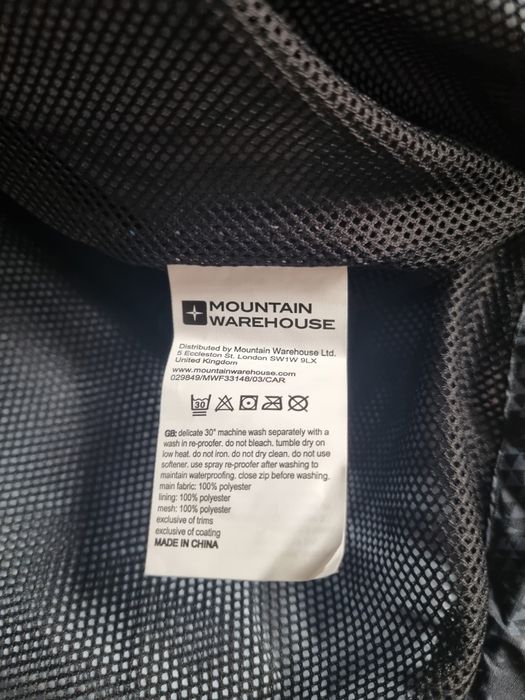 MOUNTAIN
WAREHOUSE
Distributed by Mountain Warehouse Ltd.
5 Eccleston St. London SW1W 9LX
United Kingdom
www.mountainwarehouse.com
029849/MWF33148/03/CAR
30
GB: delicate 30° machine wash separately with a
wash in re-proofer. do not bleach. tumble dry on
low heat. do not iron. do not dry clean. do not use
softener. use spray re-proofer after washing to
maintain waterproofing. close zip before washing.
main fabric: 100% polyester
lining: 100% polyester
mesh: 100% polyester
exclusive of trims
exclusive of coating
MADE IN CHINA